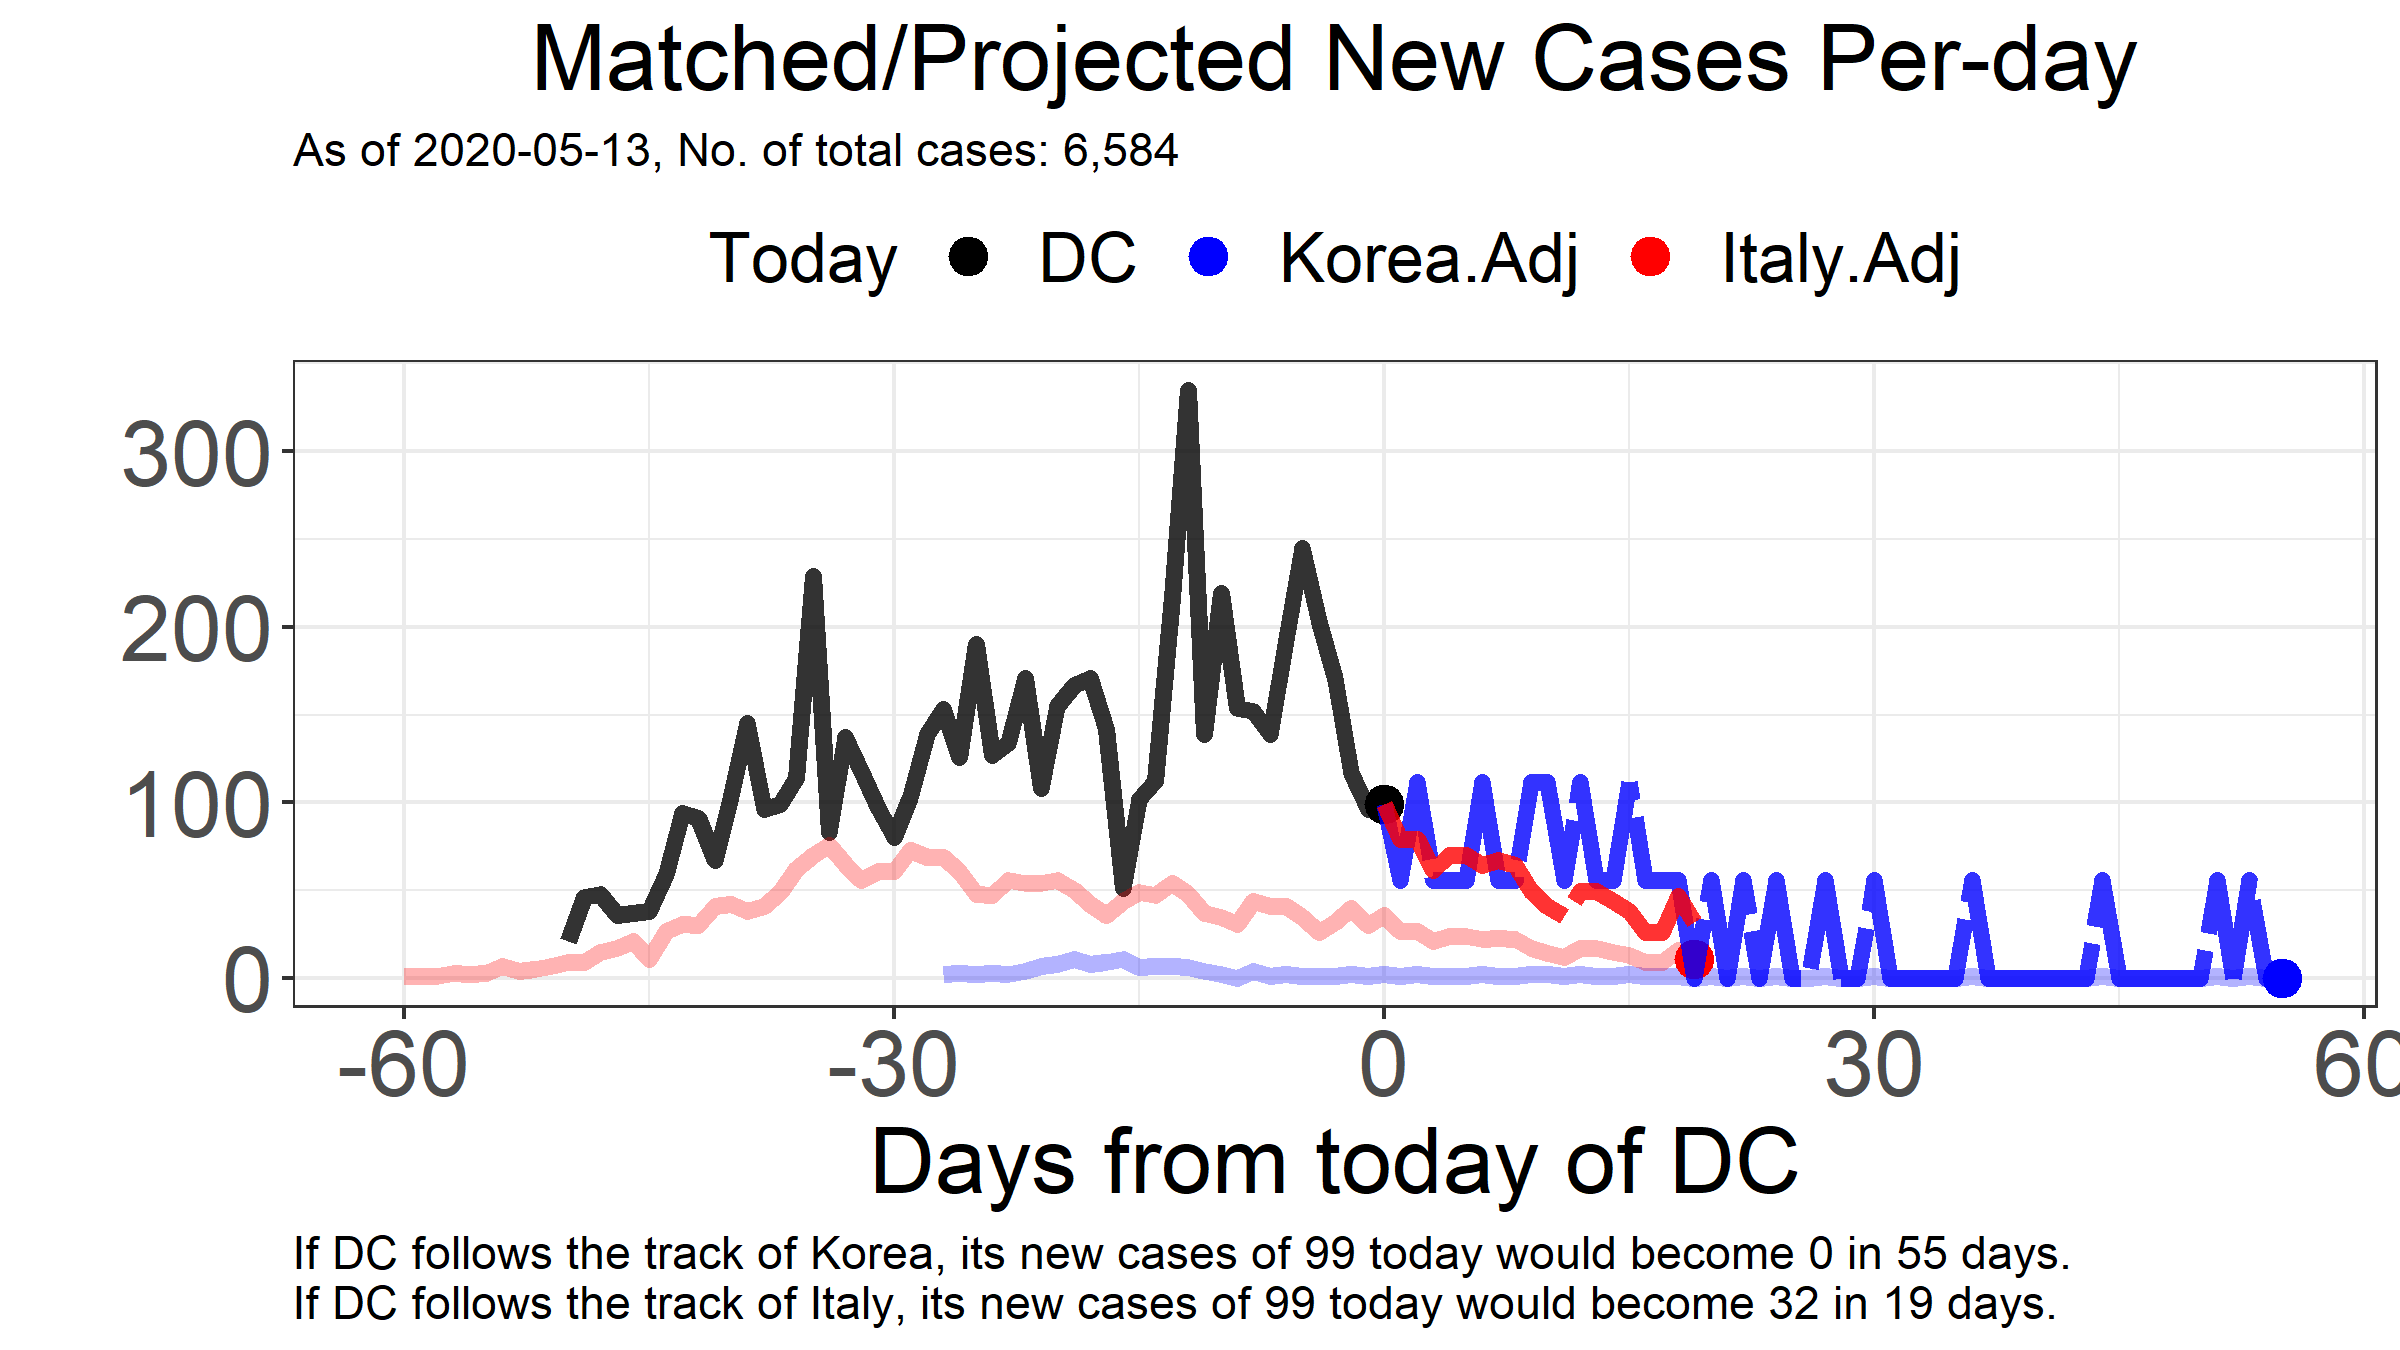 Matched/Projected New Cases Per-day
As of 2020-05-13, No. of total cases: 6,584
Today DC Korea.Adj Italy.Adj
300
200
100
0
-60 -30 0 30 60
Days from today of DC
If DC follows the track of Korea, its new cases of 99 today would become 0 in 55 days.
If DC follows the track of Italy, its new cases of 99 today would become 32 in 19 days.